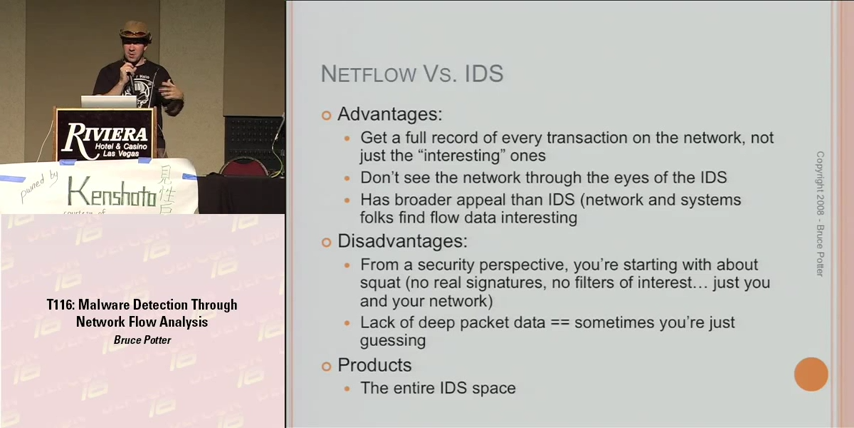 RIVIERA
Hotel & Casino
Las Vegas
pwned by
Kenshoto
見性
T116: Malware Detection Through
Network Flow Analysis
Bruce Potter
NETFLOW VS. IDS
Advantages:
Get a full record of every transaction on the network, not
just the “interesting” ones
Don’t see the network through the eyes of the IDS
Has broader appeal than IDS (network and systems
folks find flow data interesting
Disadvantages:
From a security perspective, you’re starting with about
squat (no real signatures, no filters of interest… just you
and your network)
Lack of deep packet data == sometimes you’re just
guessing
Products
The entire IDS space
Copyright 2008 - Bruce Potter